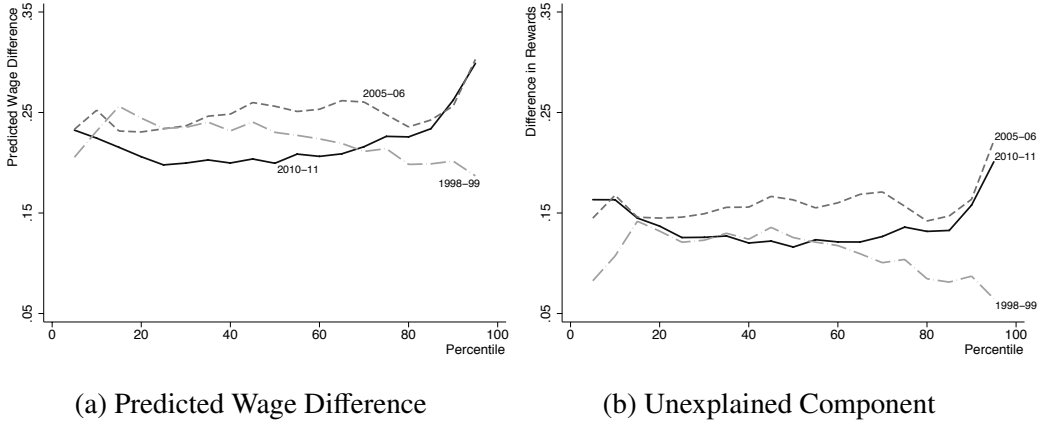 Predicted Wage Difference
.05 .15 .25 .35
2005−06
2010−11
1998−99
0 20 40 60 80 100
Percentile
Difference in Rewards
.05 .15 .25 .35
2005−06
2010−11
1998−99
0 20 40 60 80 100
Percentile
(a) Predicted Wage Difference
(b) Unexplained Component